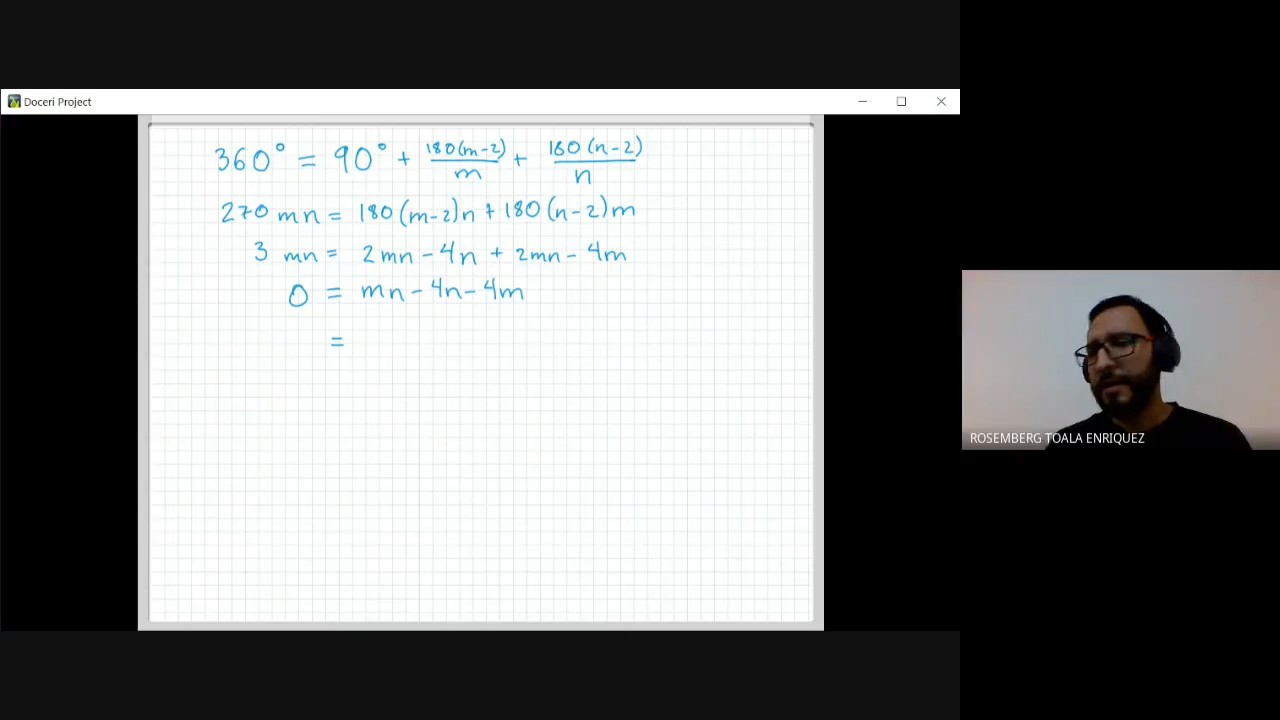 Doceri Project
360° = 90° + 180(m-2)/m + 180(n-2)/n
270 mn = 180(m-2)n + 180(n-2)m
3 mn = 2mn - 4n + 2mn - 4m
0 = mn - 4n - 4m
=
ROSEMBERG TOALA ENRIQUEZ